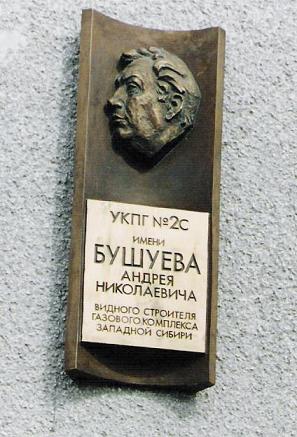 УКПГ №2С
ИМЕНИ
БУШУЕВА
АНДРЕЯ
НИКОЛАЕВИЧА
ВИДНОГО СТРОИТЕЛЯ
ГАЗОВОГО КОМПЛЕКСА
ЗАПАДНОЙ СИБИРИ